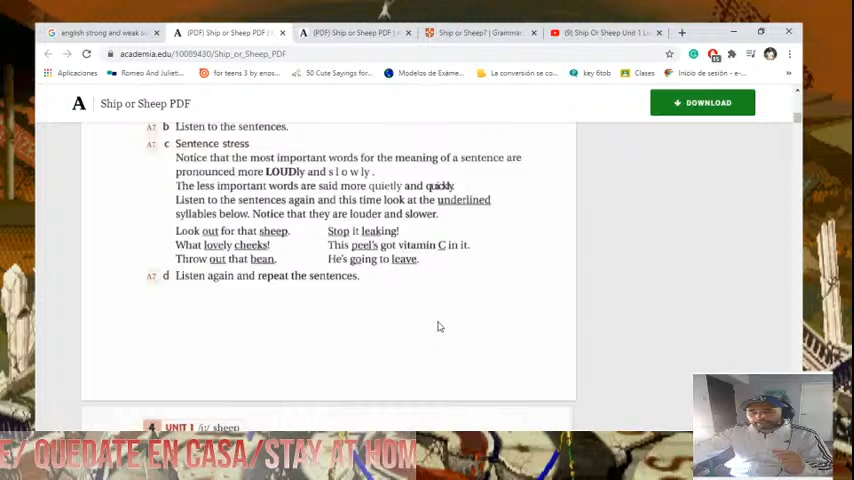 english strong and weak su
(PDF) Ship or Sheep PDF |
(PDF) Ship or Sheep PDF |
Ship or Sheep? | Gramma
(9) Ship Or Sheep Unit 1 L
academia.edu/10089430/Ship_or_Sheep_PDF
Aplicaciones
Romeo And Juliett...
for teens 3 by enos...
50 Cute Sayings for...
Modelos de Exáme...
La conversión se co...
key 6tob
Clases
Inicio de sesión - e-...
A Ship or Sheep PDF
DOWNLOAD
A7 b Listen to the sentences.
A7 c Sentence stress
Notice that the most important words for the meaning of a sentence are
pronounced more LOUDly and s l o w ly .
The less important words are said more quietly and quickly.
Listen to the sentences again and this time look at the underlined
syllables below. Notice that they are louder and slower.
Look out for that sheep. Stop it leaking!
What lovely cheeks! This peel's got vitamin C in it.
Throw out that bean. He's going to leave.
A7 d Listen again and repeat the sentences.
4 UNIT 1 /iː/ sheep
E/ QUEDATE EN CASA/STAY AT HOM